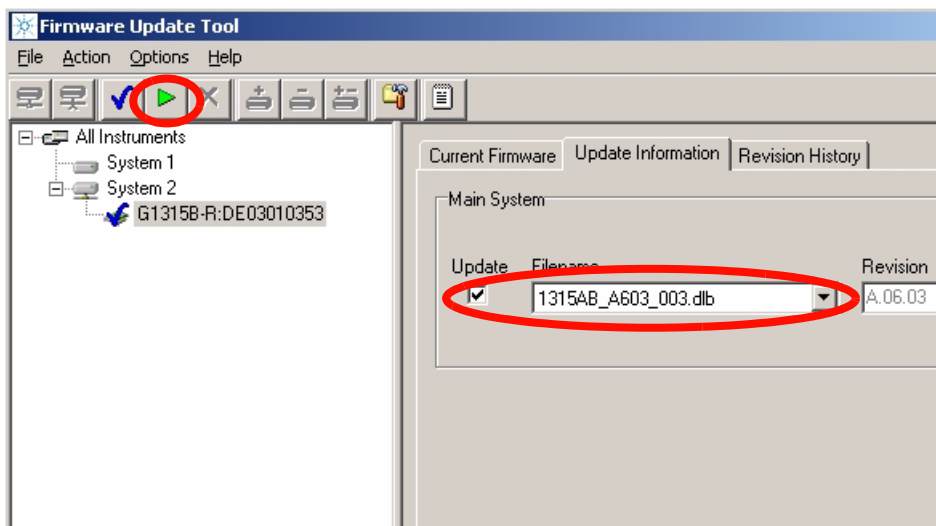 Firmware Update Tool
File Action Options Help
All Instruments
System 1
System 2
G1315B-R:DE03010353
Current Firmware Update Information Revision History
Main System
Update Filename Revision
1315AB_A603_003.dlb A.06.03